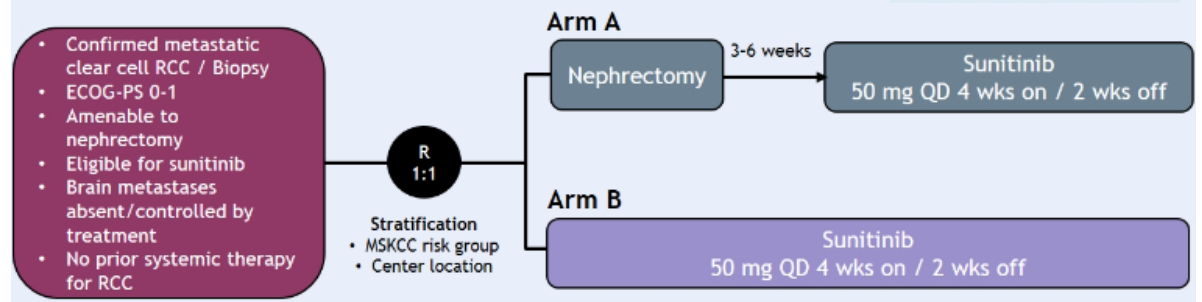 • Confirmed metastatic
clear cell RCC / Biopsy
• ECOG-PS 0-1
• Amenable to
nephrectomy
• Eligible for sunitinib
• Brain metastases
absent/controlled by
treatment
• No prior systemic therapy
for RCC
R
1:1
Stratification
• MSKCC risk group
• Center location
Arm A
Nephrectomy
3-6 weeks
Sunitinib
50 mg QD 4 wks on / 2 wks off
Arm B
Sunitinib
50 mg QD 4 wks on / 2 wks off